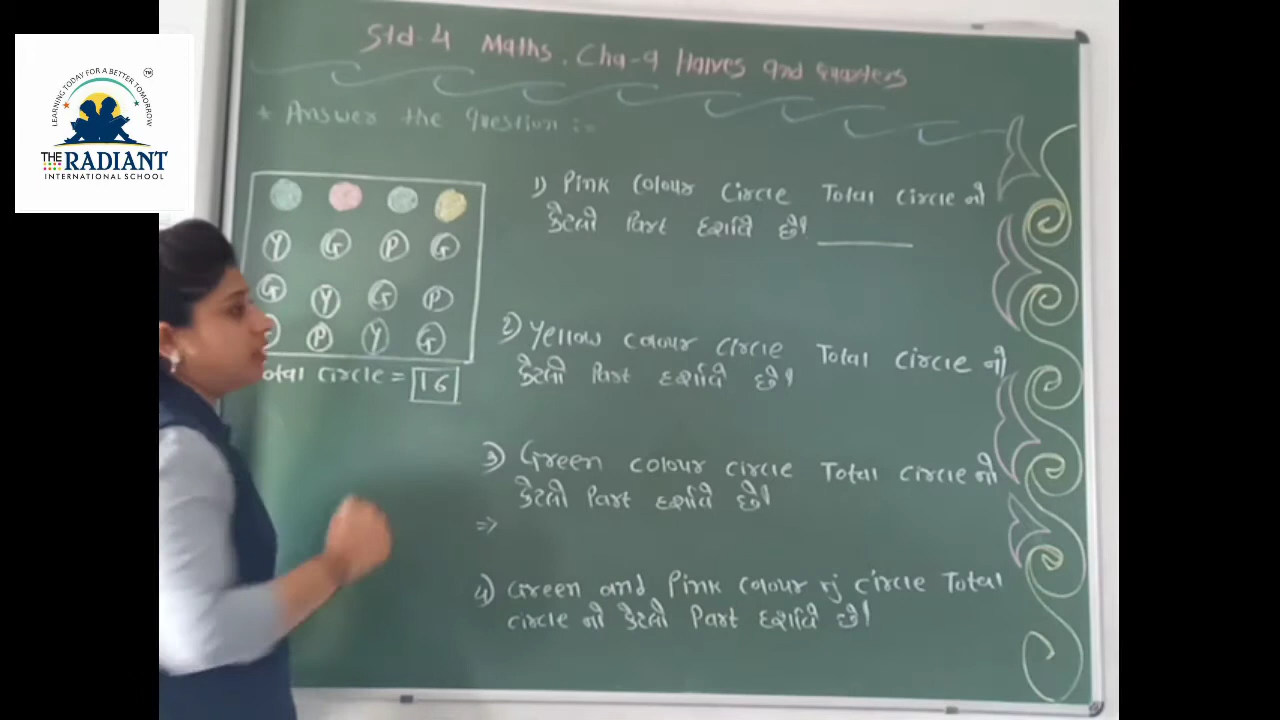 LEARNING TODAY FOR A BETTER TOMORROW
TM
THE RADIANT
INTERNATIONAL SCHOOL
Std-4 Maths. Cha-9 Halves and Quarters
* Answer the Question :-
Y G P G
G Y G P
P Y G
otal circle = 16
1) Pink Colour Circle Total circle નો
કેટલો Part દર્શાવે છે? ______
2) Yellow colour circle Total circle નો
કેટલો Part દર્શાવે છે?
3) Green colour circle Total circle નો
કેટલો Part દર્શાવે છે?
⇒
4) Green and Pink colour નું circle Total
circle નો કેટલો Part દર્શાવે છે?